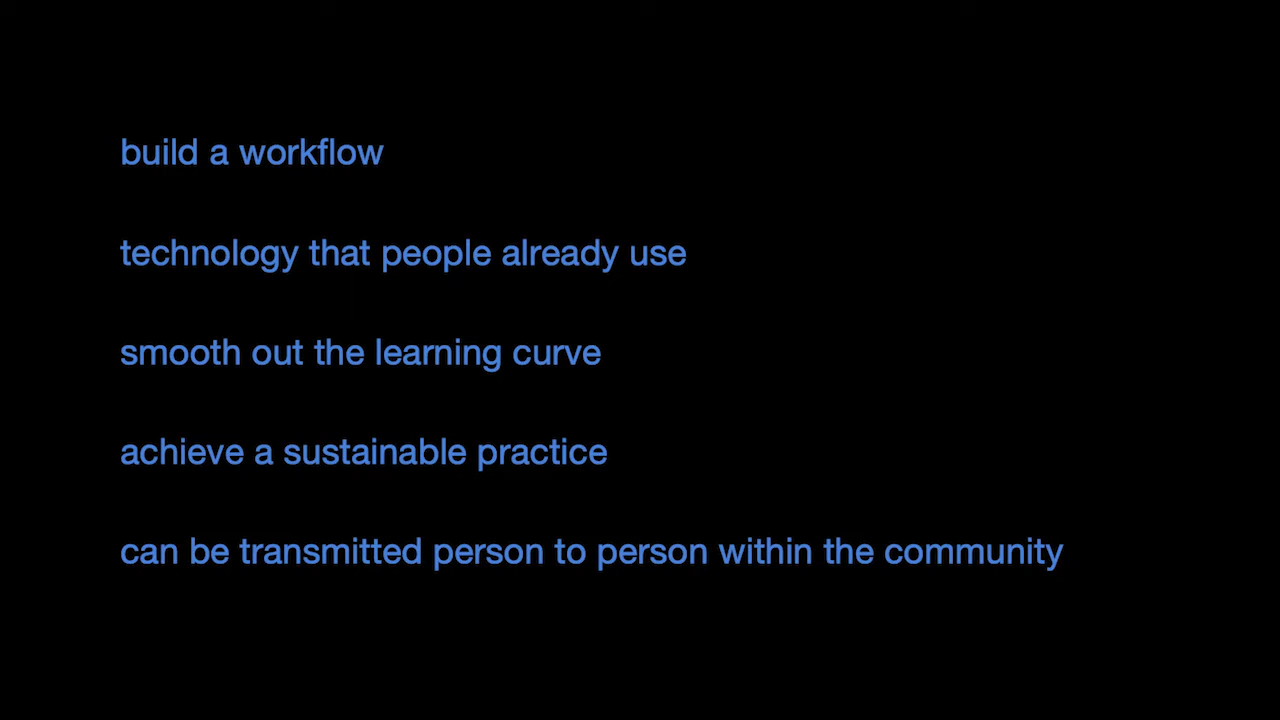 build a workflow
technology that people already use
smooth out the learning curve
achieve a sustainable practice
can be transmitted person to person within the community